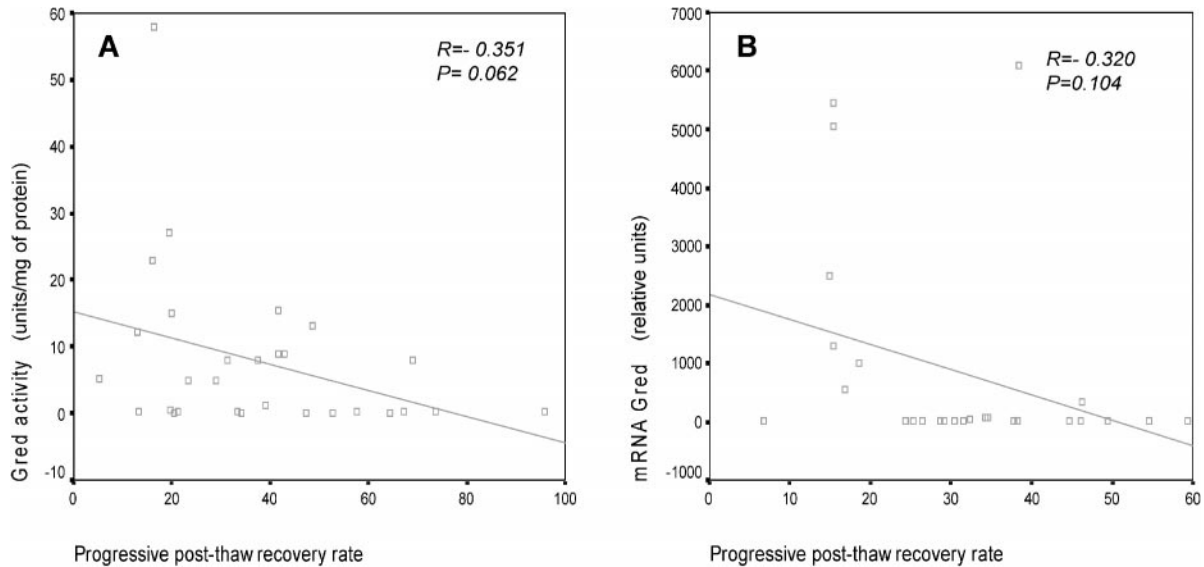 A
R=- 0.351
P= 0.062
60
50
40
30
20
10
0
-10
Gred activity (units/mg of protein)
0 20 40 60 80 100
Progressive post-thaw recovery rate
B
R=- 0.320
P=0.104
7000
6000
5000
4000
3000
2000
1000
0
-1000
mRNA Gred (relative units)
0 10 20 30 40 50 60
Progressive post-thaw recovery rate